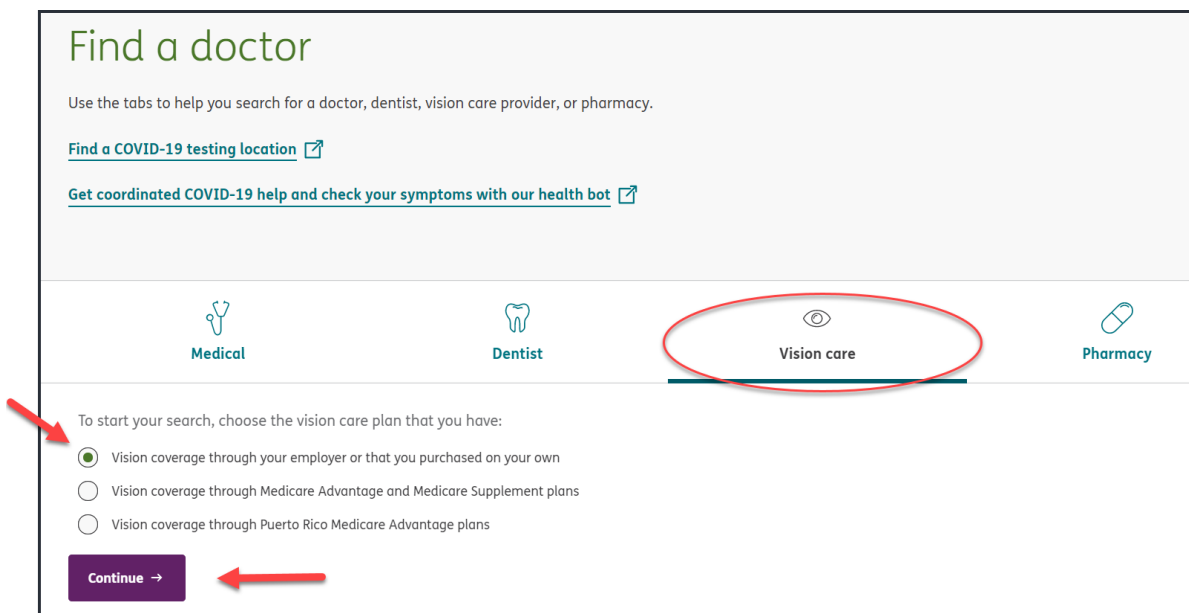 Find a doctor
Use the tabs to help you search for a doctor, dentist, vision care provider, or pharmacy.
Find a COVID-19 testing location
Get coordinated COVID-19 help and check your symptoms with our health bot
Medical
Dentist
Vision care
Pharmacy
To start your search, choose the vision care plan that you have:
Vision coverage through your employer or that you purchased on your own
Vision coverage through Medicare Advantage and Medicare Supplement plans
Vision coverage through Puerto Rico Medicare Advantage plans
Continue →